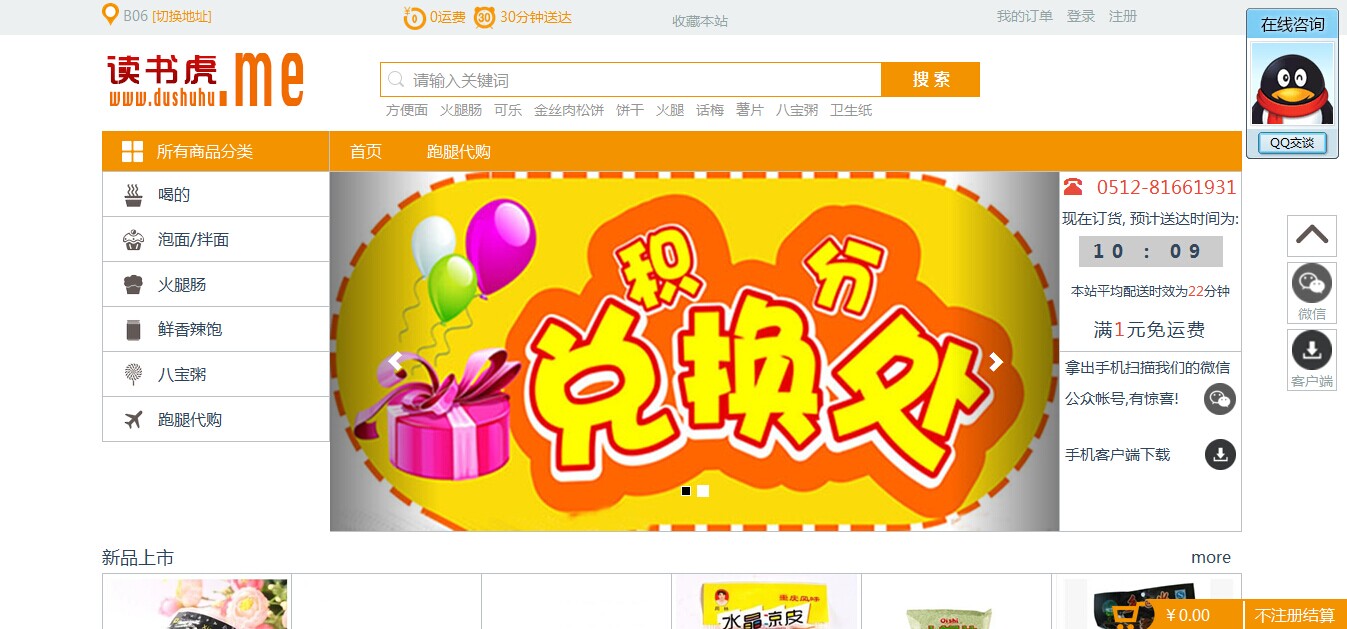 B06 [切换地址]
¥0 0运费 30 30分钟送达
收藏本站
我的订单 登录 注册
在线咨询
QQ交谈
读书虎.me
www.dushuhu
请输入关键词
搜 索
方便面 火腿肠 可乐 金丝肉松饼 饼干 火腿 话梅 薯片 八宝粥 卫生纸
所有商品分类 首页 跑腿代购
喝的
泡面/拌面
火腿肠
鲜香辣饱
八宝粥
跑腿代购
积分
兑换处
0512-81661931
现在订货, 预计送达时间为:
10 : 09
本站平均配送时效为22分钟
满1元免运费
拿出手机扫描我们的微信
公众帐号,有惊喜!
手机客户端下载
微信
客户端
新品上市
more
重庆风味
水晶凉皮
Oishi
¥ 0.00
不注册结算